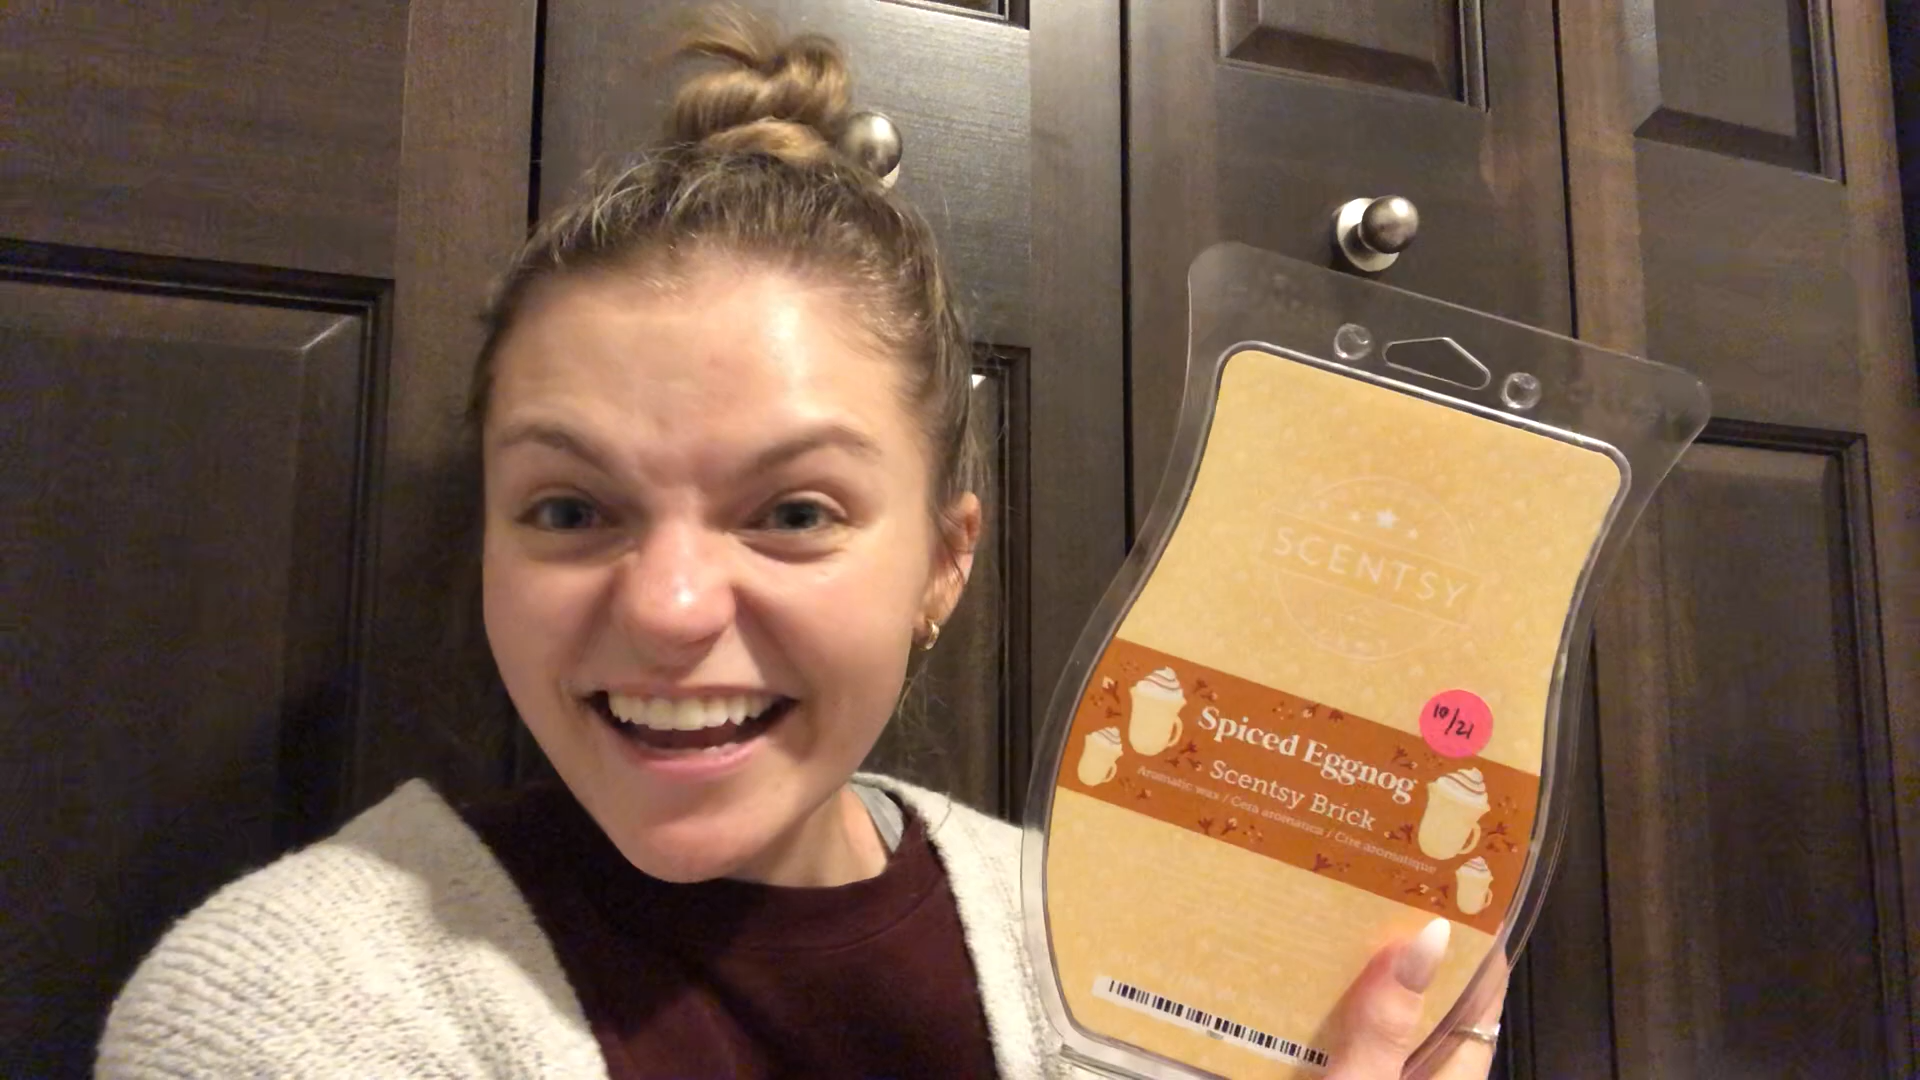 SCENTSY
10/21
Spiced Eggnog
Scentsy Brick
Aromatic wax / Cera aromática / Cire aromatique